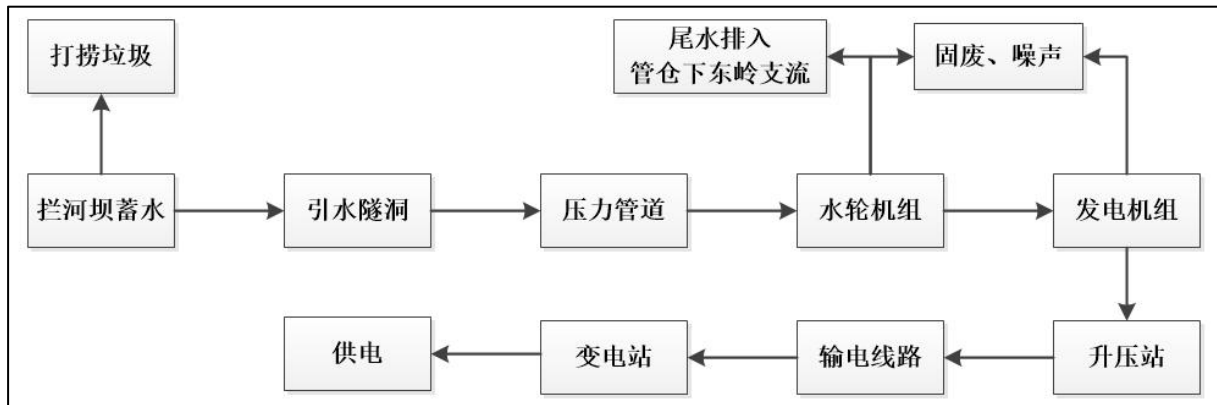 打捞垃圾
尾水排入
管仓下东岭支流
固废、噪声
拦河坝蓄水
引水隧洞
压力管道
水轮机组
发电机组
供电
变电站
输电线路
升压站